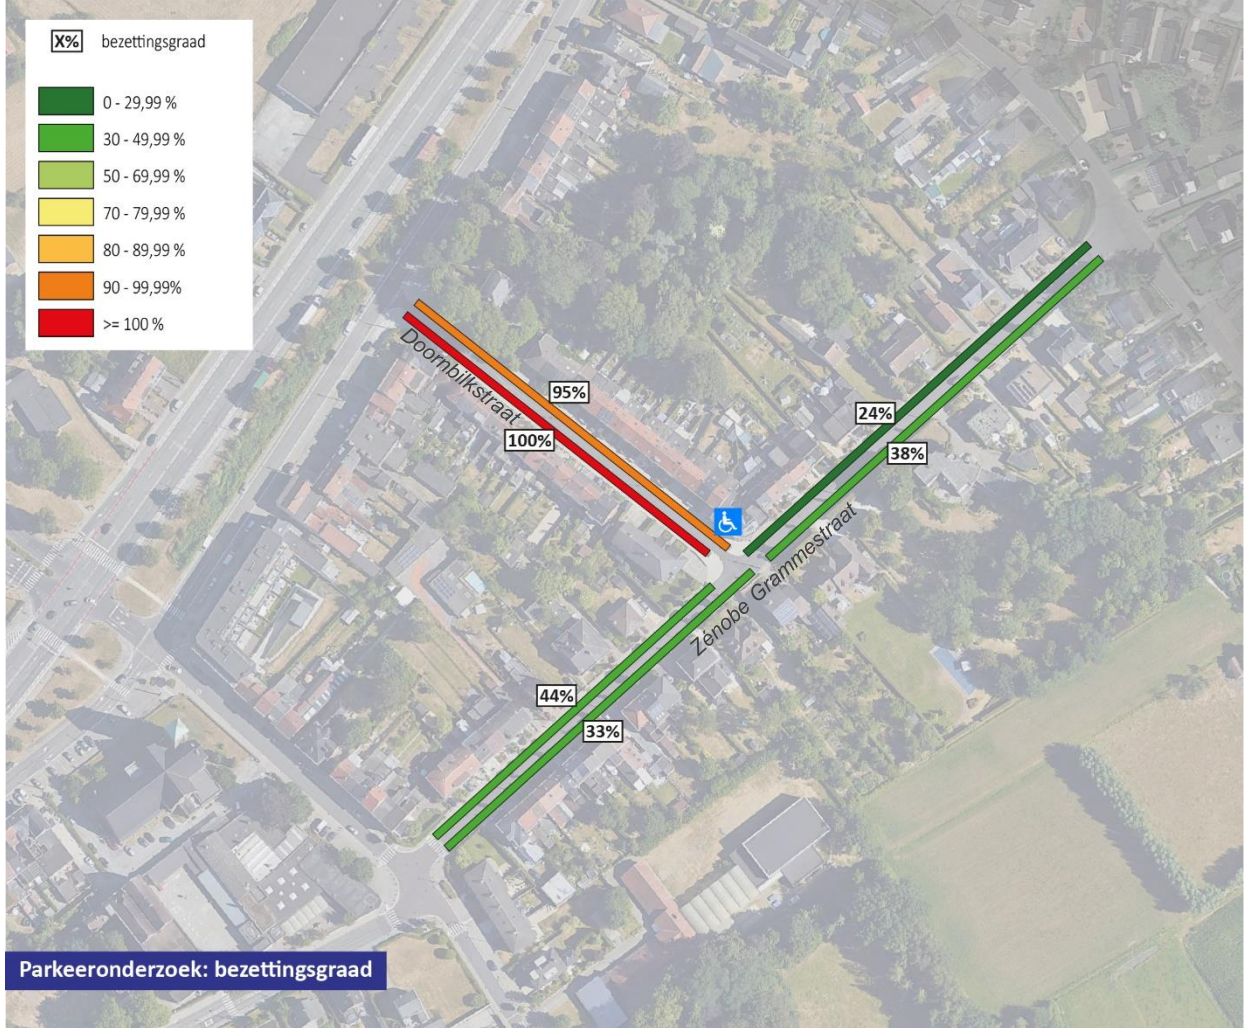 X% bezettingsgraad
0 - 29,99 %
30 - 49,99 %
50 - 69,99 %
70 - 79,99 %
80 - 89,99 %
90 - 99,99%
>= 100 %
Doornbilkstraat
95%
100%
24%
38%
Zénobe Grammestraat
44%
33%
Parkeeronderzoek: bezettingsgraad